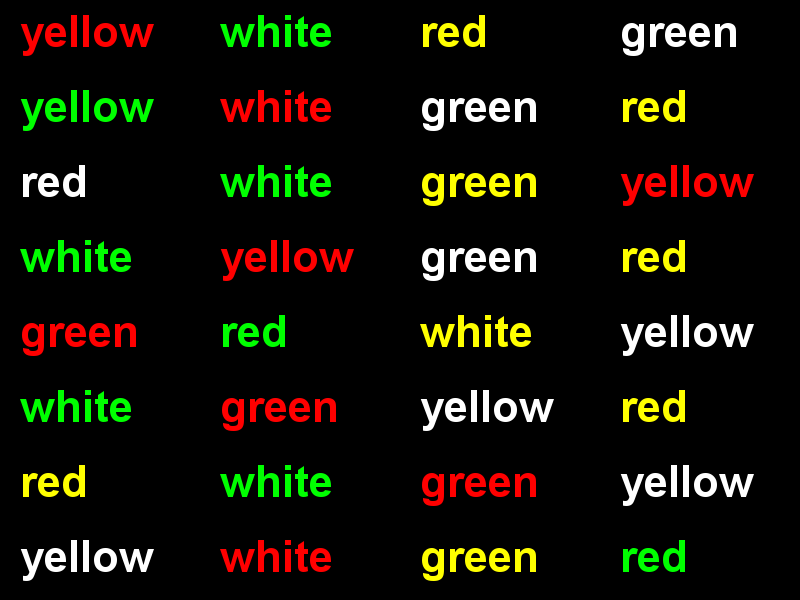 yellow white red green
yellow white green red
red white green yellow
white yellow green red
green red white yellow
white green yellow red
red white green yellow
yellow white green red